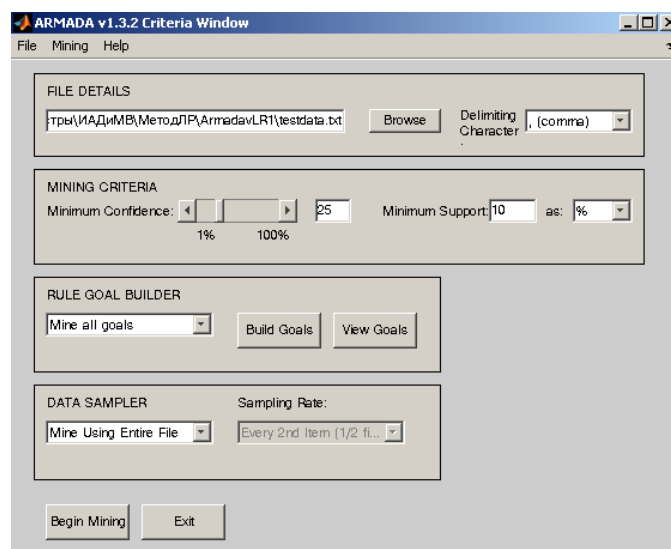 ARMADA v1.3.2 Criteria Window
File Mining Help
FILE DETAILS
тры\ИАДиМВ\МетодЛР\ArmadavLR1\testdata.txt Browse Delimiting Character : , (comma)
MINING CRITERIA
Minimum Confidence: 25 Minimum Support: 10 as: %
1% 100%
RULE GOAL BUILDER
Mine all goals Build Goals View Goals
DATA SAMPLER Sampling Rate:
Mine Using Entire File Every 2nd Item (1/2 fi...
Begin Mining Exit